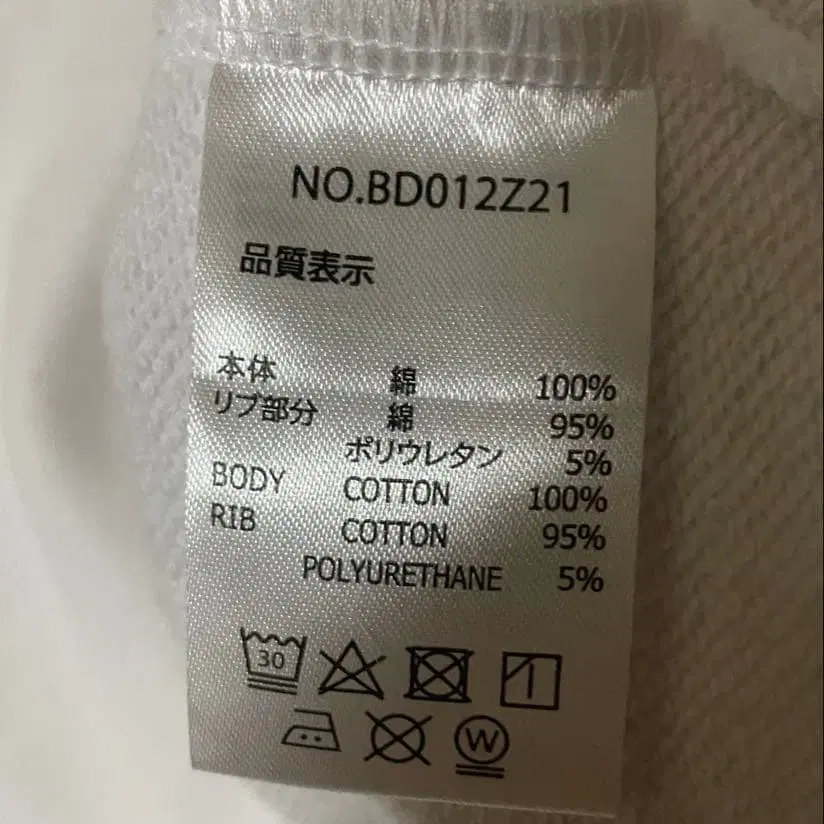 NO.BD012Z21
品質表示
本体 綿 100%
リブ部分 綿 95%
ポリウレタン 5%
BODY COTTON 100%
RIB COTTON 95%
POLYURETHANE 5%
30
W